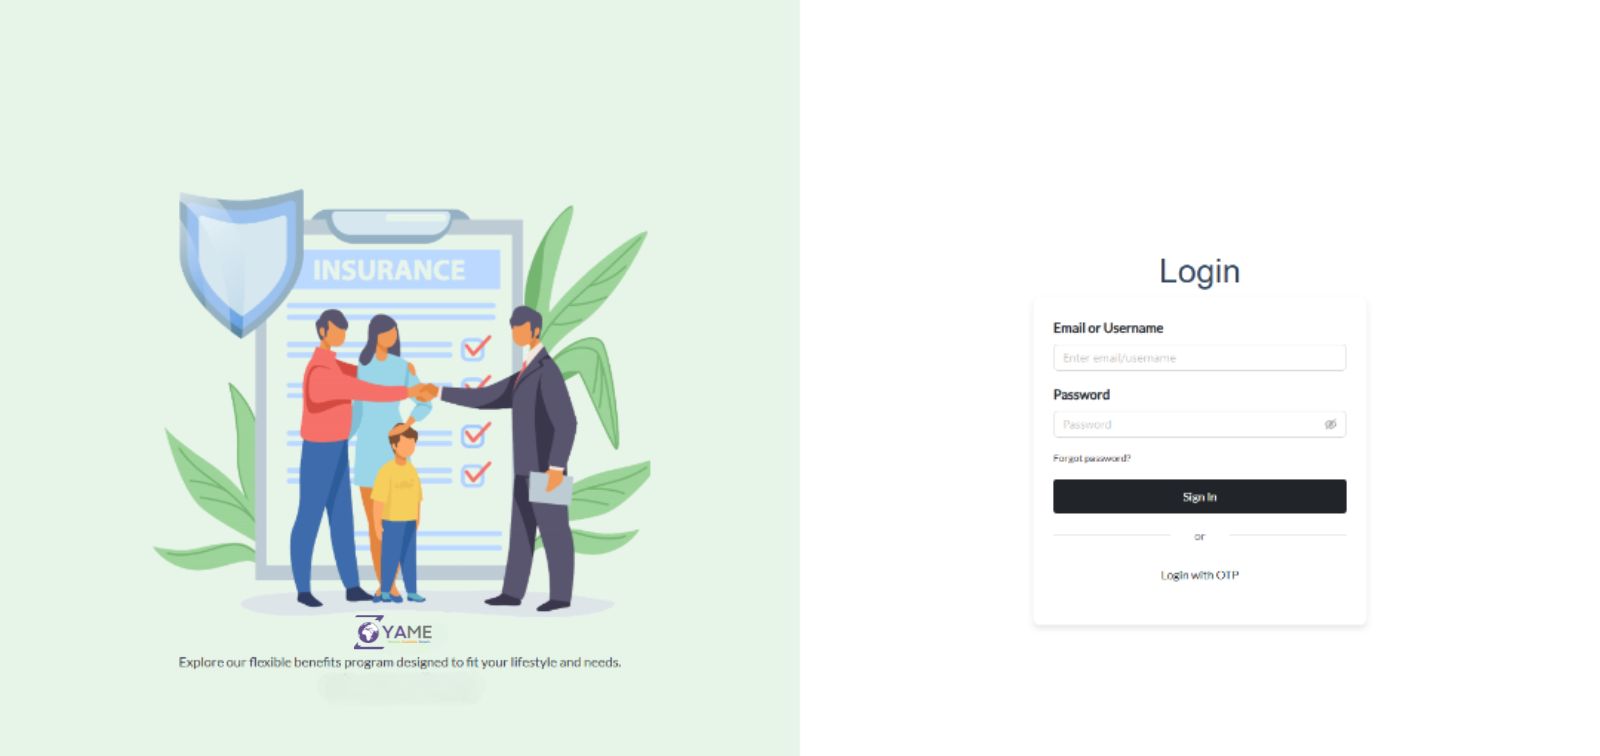 INSURANCE
YAME
Explore our flexible benefits program designed to fit your lifestyle and needs.
Login
Email or Username
Enter email/username
Password
Password
Forgot password?
Sign In
or
Login with OTP